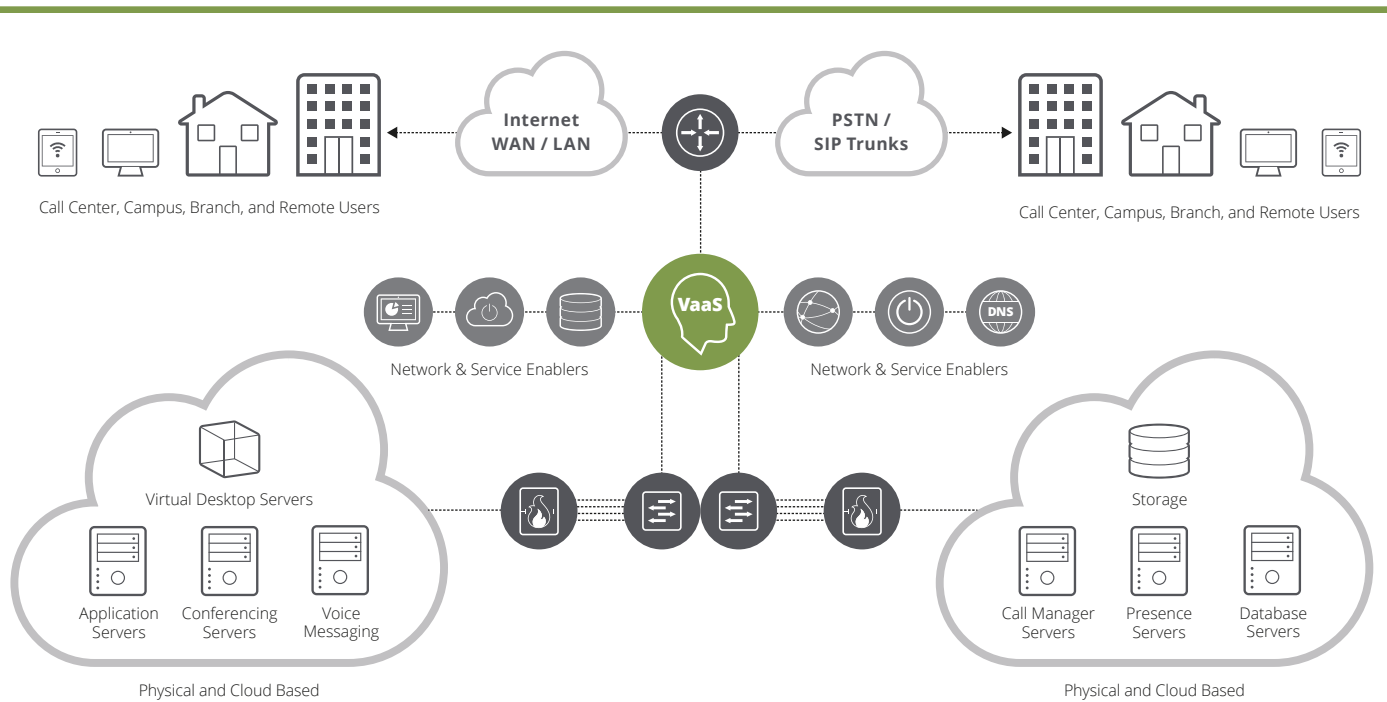 Internet
WAN / LAN
PSTN /
SIP Trunks
Call Center, Campus, Branch, and Remote Users
Call Center, Campus, Branch, and Remote Users
VaaS
DNS
Network & Service Enablers
Network & Service Enablers
Virtual Desktop Servers
Storage
Application
Servers
Conferencing
Servers
Voice
Messaging
Call Manager
Servers
Presence
Servers
Database
Servers
Physical and Cloud Based
Physical and Cloud Based